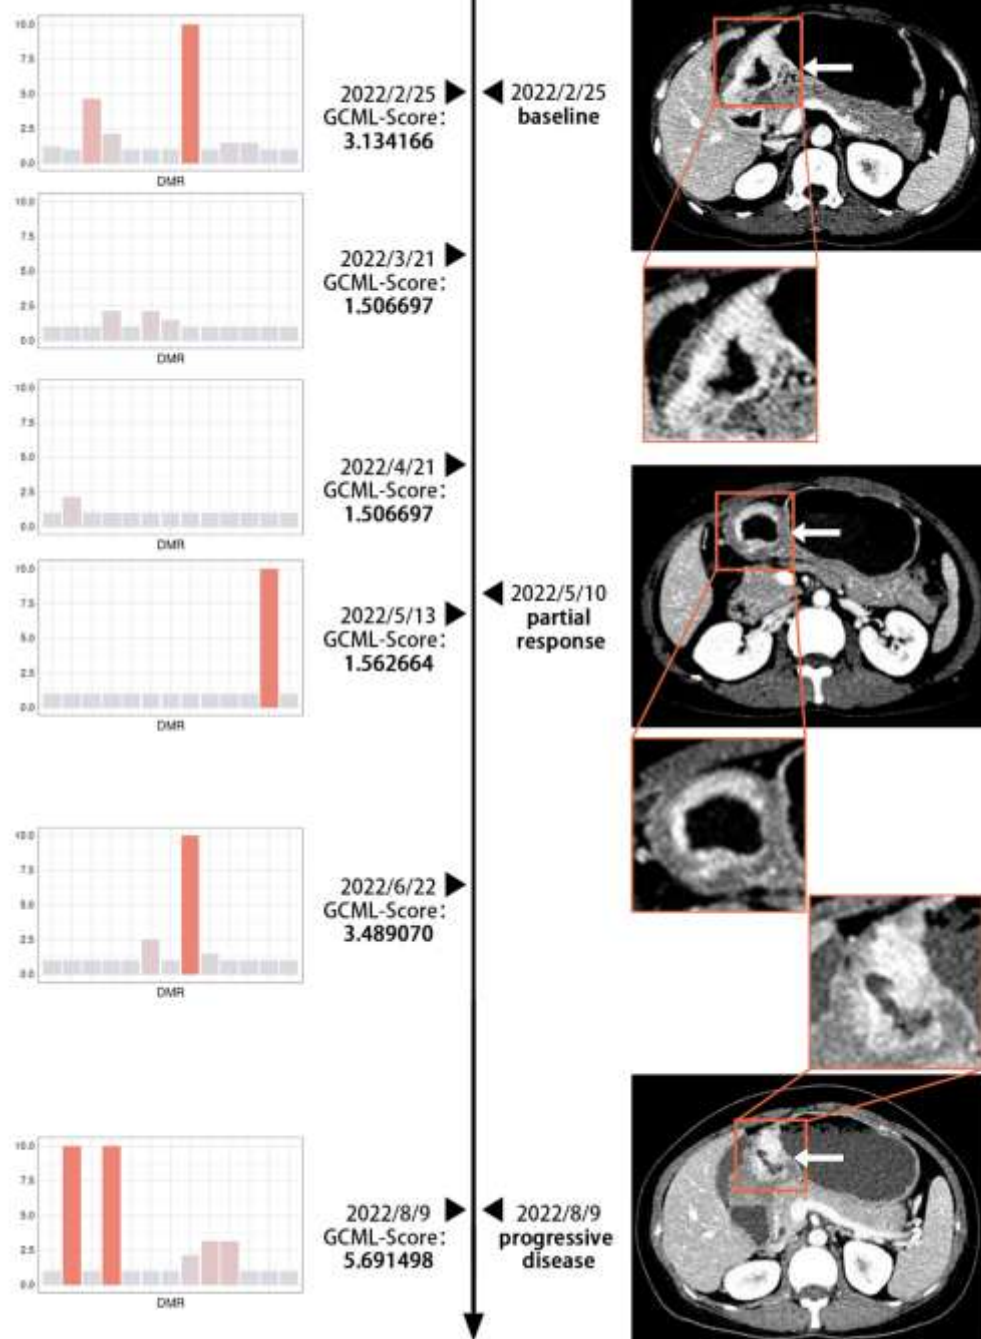 10.0
7.5
5.0
2.5
0.0
DMR
2022/2/25
GCML-Score:
3.134166
2022/2/25
baseline
10.0
7.5
5.0
2.5
0.0
DMR
2022/3/21
GCML-Score:
1.506697
10.0
7.5
5.0
2.5
0.0
DMR
2022/4/21
GCML-Score:
1.506697
10.0
7.5
5.0
2.5
0.0
DMR
2022/5/13
GCML-Score:
1.562664
2022/5/10
partial
response
10.0
7.5
5.0
2.5
0.0
DMR
2022/6/22
GCML-Score:
3.489070
10.0
7.5
5.0
2.5
0.0
DMR
2022/8/9
GCML-Score:
5.691498
2022/8/9
progressive
disease